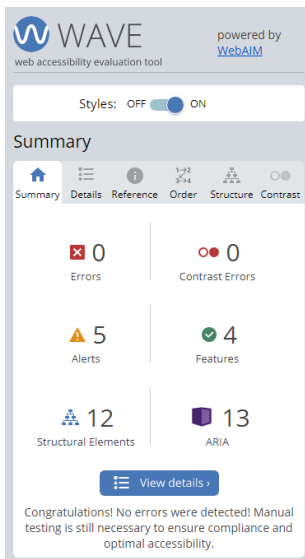 WAVE
web accessibility evaluation tool
powered by
WebAIM
Styles: OFF ON
Summary
Summary Details Reference Order Structure Contrast
0 0
Errors Contrast Errors
5 4
Alerts Features
12 13
Structural Elements ARIA
View details ›
Congratulations! No errors were detected! Manual
testing is still necessary to ensure compliance and
optimal accessibility.